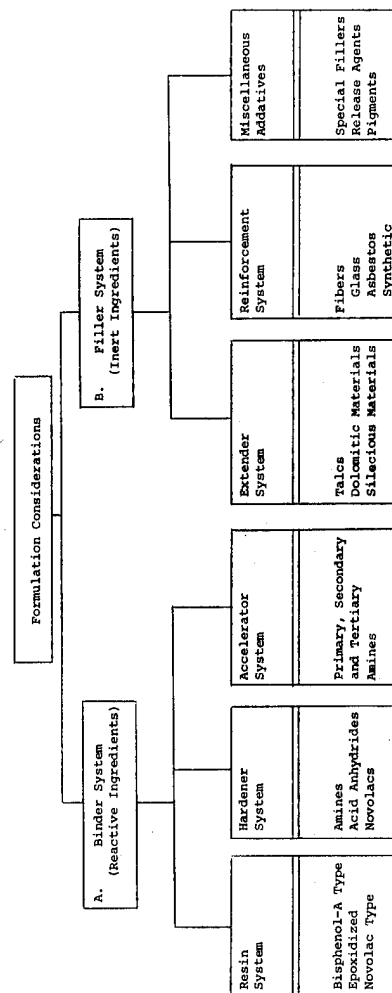 Formulation Considerations
A. Binder System
(Reactive Ingredients)
B. Filler System
(Inert Ingredients)
Resin
System
Bisphenol-A Type
Epoxidized
Novolac Type
Hardener
System
Amines
Acid Anhydrides
Novolacs
Accelerator
System
Primary, Secondary
and Tertiary
Amines
Extender
System
Talcs
Dolomitic Materials
Silecious Materials
Reinforcement
System
Fibers
Glass
Asbestos
Synthetic
Miscellaneous
Addatives
Special Fillers
Release Agents
Pigments